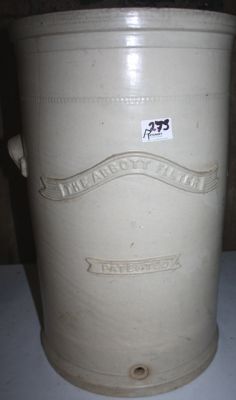 275
THE ABBOTT FILTER
PATENTED